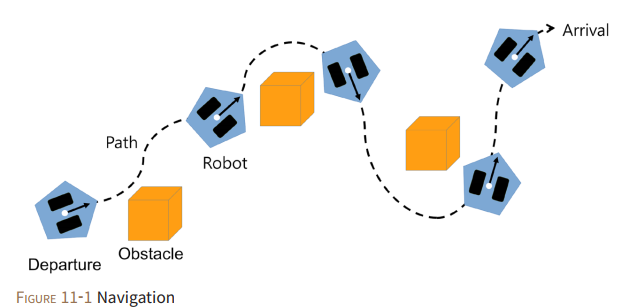 Arrival
Path
Robot
Obstacle
Departure
FIGURE 11-1 Navigation